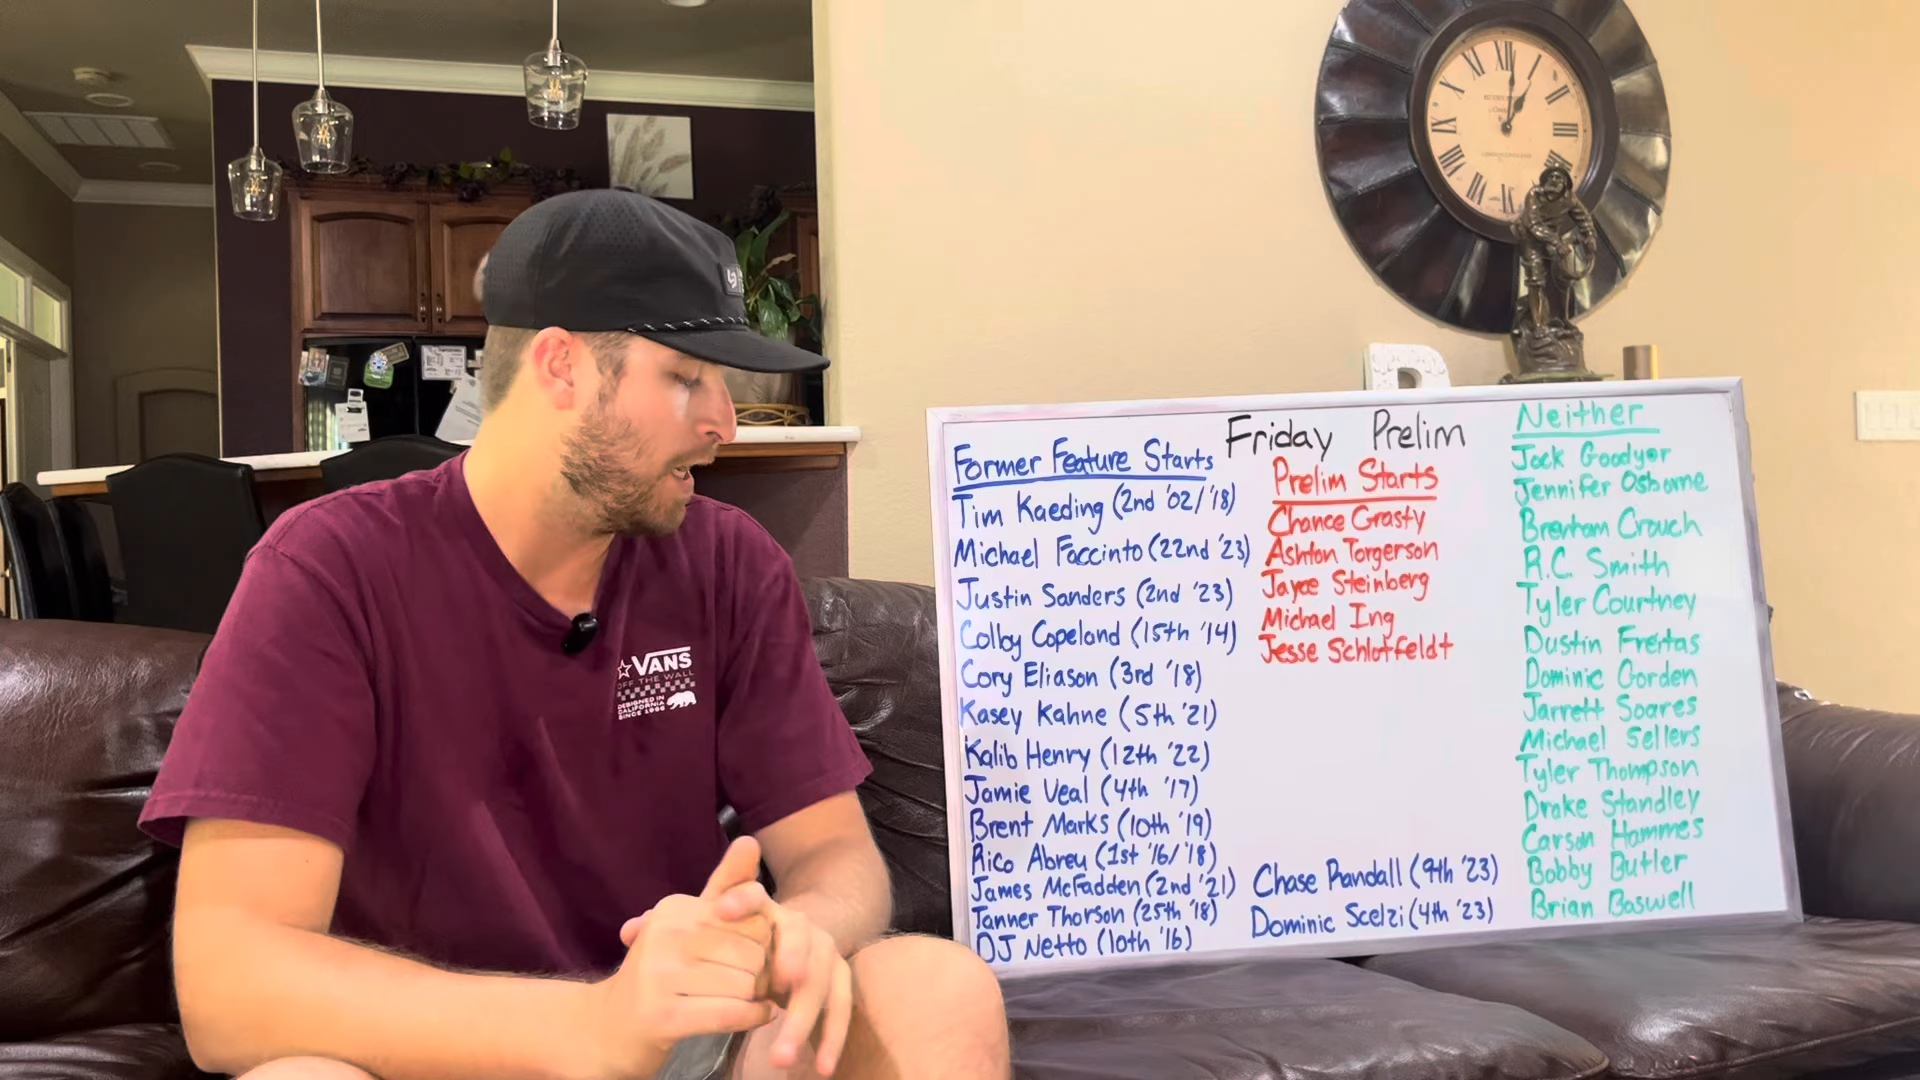 Friday Prelim
Former Feature Starts
Tim Kaeding (2nd '02/'18)
Michael Faccinto (22nd '23)
Justin Sanders (2nd '23)
Colby Copeland (15th '14)
Cory Eliason (3rd '18)
Kasey Kahne (5th '21)
Kalib Henry (12th '22)
Jamie Veal (4th '17)
Brent Marks (10th '19)
Rico Abreu (1st '16/'18)
James McFadden (2nd '21)
Tanner Thorson (25th '18)
DJ Netto (10th '16)
Chase Randall (9th '23)
Dominic Scelzi (4th '23)
Prelim Starts
Chance Grasty
Ashton Torgerson
Jayce Steinberg
Michael Ing
Jesse Schlotfeldt
Neither
Jock Goodyer
Jennifer Osborne
Brenham Crouch
R.C. Smith
Tyler Courtney
Dustin Freitas
Dominic Gorden
Jarrett Soares
Michael Sellers
Tyler Thompson
Drake Standley
Carson Hammes
Bobby Butler
Brian Boswell
VANS
OFF THE WALL
DESIGNED IN
CALIFORNIA
SINCE 1966